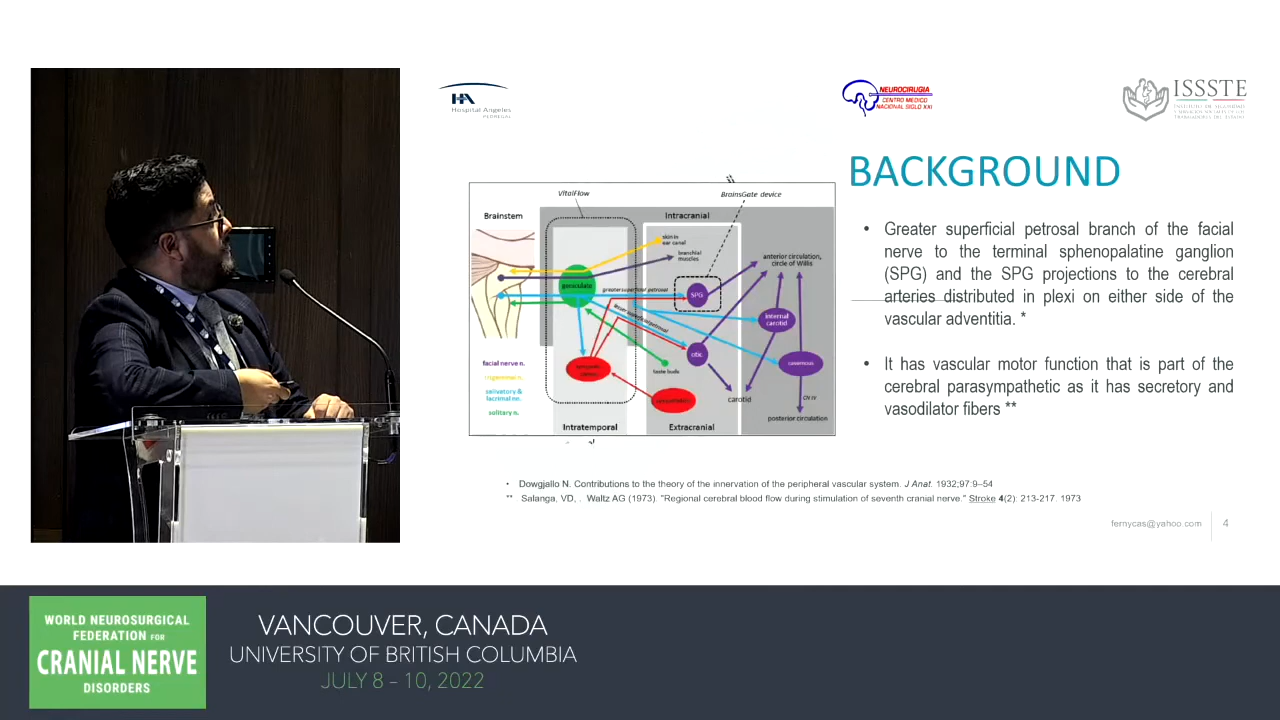 HA
Hospital Angeles
PEDREGAL
NEUROCIRUGIA
CENTRO MEDICO
NACIONAL SIGLO XXI
ISSSTE
BACKGROUND
VitalFlow
BrainsGate device
Brainstem
Intracranial
skin in
ear canal
branchial
muscles
anterior circulation,
circle of Willis
geniculate
greater superficial petrosal
SPG
internal
carotid
lesser superficial petrosal
otic
cavernous
taste buds
facial nerve n.
trigeminal n.
salivatory &
lacrimal nn.
solitary n.
carotid
CN IV
posterior circulation
Intratemporal
Extracranial
• Greater superficial petrosal branch of the facial
nerve to the terminal sphenopalatine ganglion
(SPG) and the SPG projections to the cerebral
arteries distributed in plexi on either side of the
vascular adventitia. *
• It has vascular motor function that is part of the
cerebral parasympathetic as it has secretory and
vasodilator fibers **
• Dowgjallo N. Contributions to the theory of the innervation of the peripheral vascular system. J Anat. 1932;97:9–54
** Salanga, VD, . Waltz AG (1973). "Regional cerebral blood flow during stimulation of seventh cranial nerve." Stroke 4(2): 213-217. 1973
fernycas@yahoo.com 4
WORLD NEUROSURGICAL
FEDERATION FOR
CRANIAL NERVE
DISORDERS
VANCOUVER, CANADA
UNIVERSITY OF BRITISH COLUMBIA
JULY 8 – 10, 2022